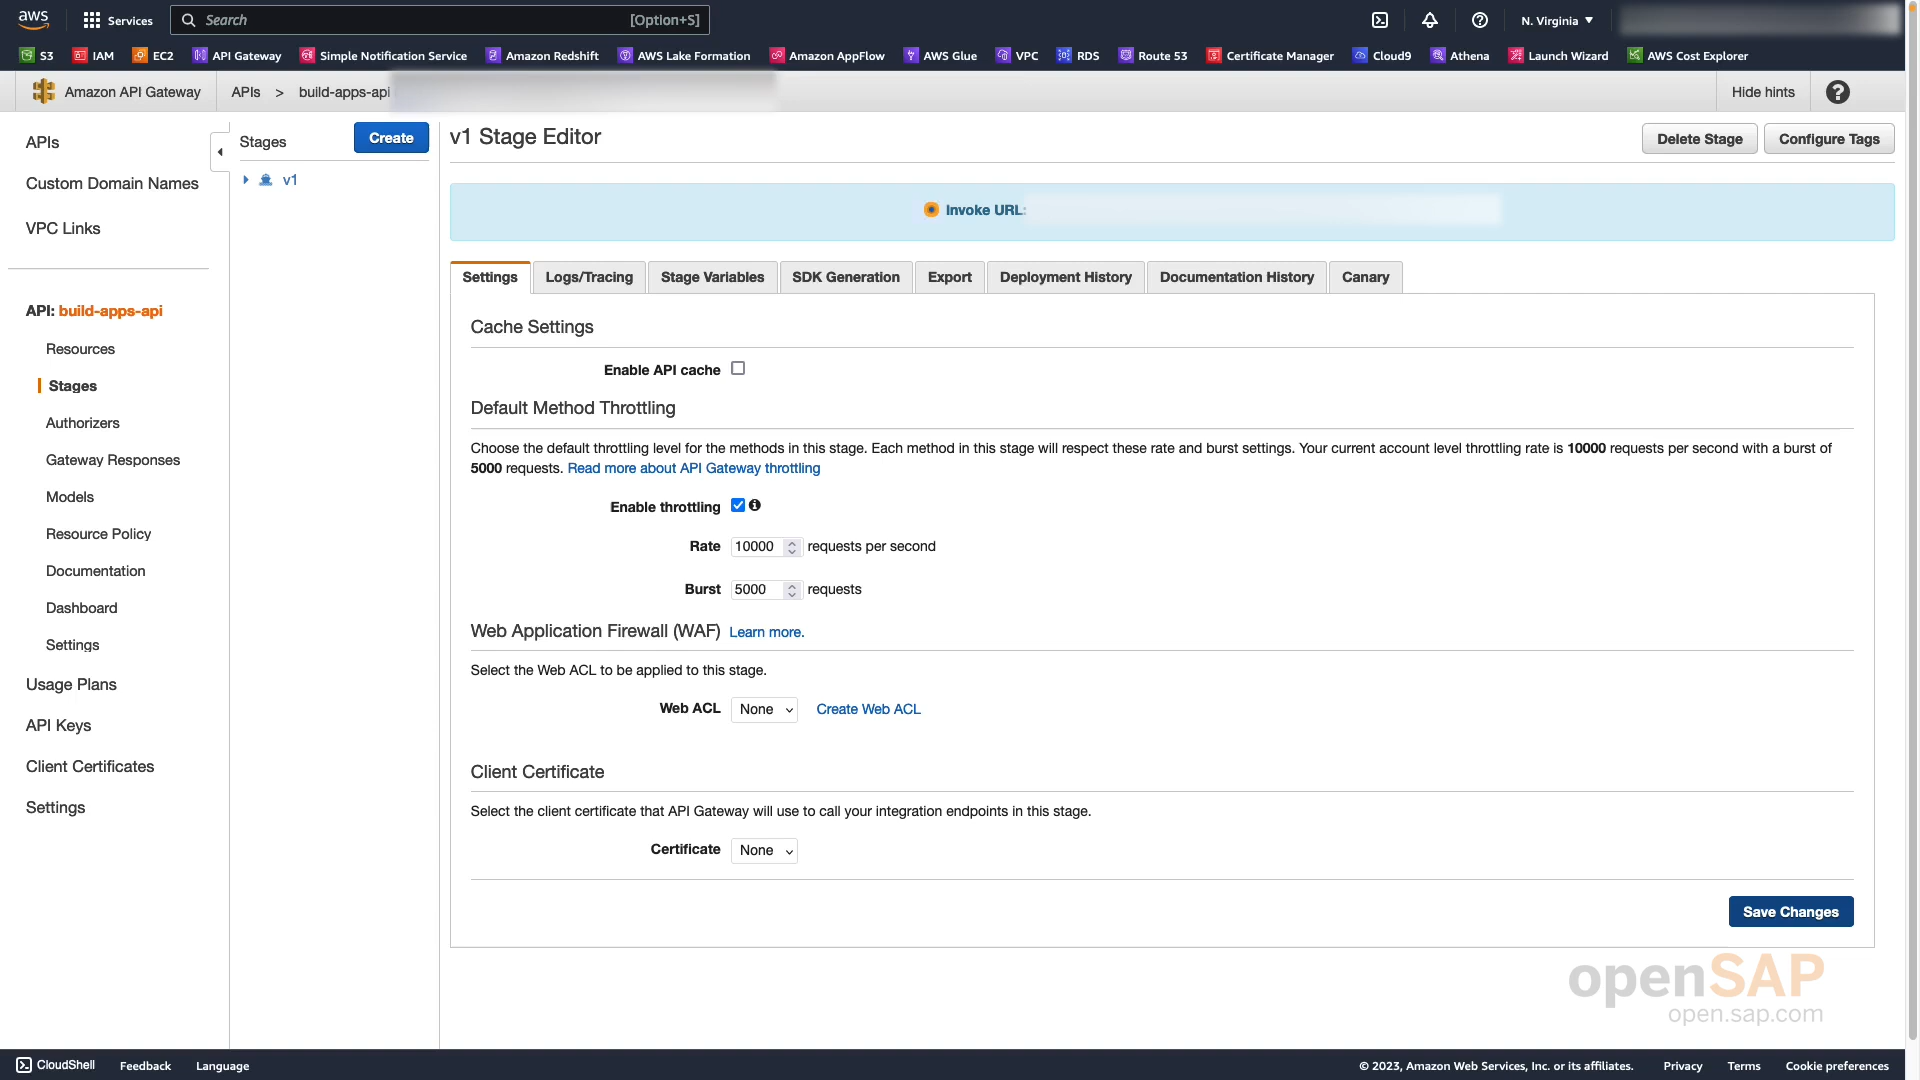 aws
Services
Search
[Option+S]
N. Virginia
S3
IAM
EC2
API Gateway
Simple Notification Service
Amazon Redshift
AWS Lake Formation
Amazon AppFlow
AWS Glue
VPC
RDS
Route 53
Certificate Manager
Cloud9
Athena
Launch Wizard
AWS Cost Explorer
Amazon API Gateway
APIs > build-apps-api
Hide hints
APIs
Custom Domain Names
VPC Links
API: build-apps-api
Resources
Stages
Authorizers
Gateway Responses
Models
Resource Policy
Documentation
Dashboard
Settings
Usage Plans
API Keys
Client Certificates
Settings
Stages
Create
v1
v1 Stage Editor
Delete Stage
Configure Tags
Invoke URL:
Settings
Logs/Tracing
Stage Variables
SDK Generation
Export
Deployment History
Documentation History
Canary
Cache Settings
Enable API cache
Default Method Throttling
Choose the default throttling level for the methods in this stage. Each method in this stage will respect these rate and burst settings. Your current account level throttling rate is 10000 requests per second with a burst of
5000 requests. Read more about API Gateway throttling
Enable throttling
Rate 10000 requests per second
Burst 5000 requests
Web Application Firewall (WAF) Learn more.
Select the Web ACL to be applied to this stage.
Web ACL None Create Web ACL
Client Certificate
Select the client certificate that API Gateway will use to call your integration endpoints in this stage.
Certificate None
Save Changes
openSAP
open.sap.com
CloudShell
Feedback
Language
© 2023, Amazon Web Services, Inc. or its affiliates.
Privacy
Terms
Cookie preferences